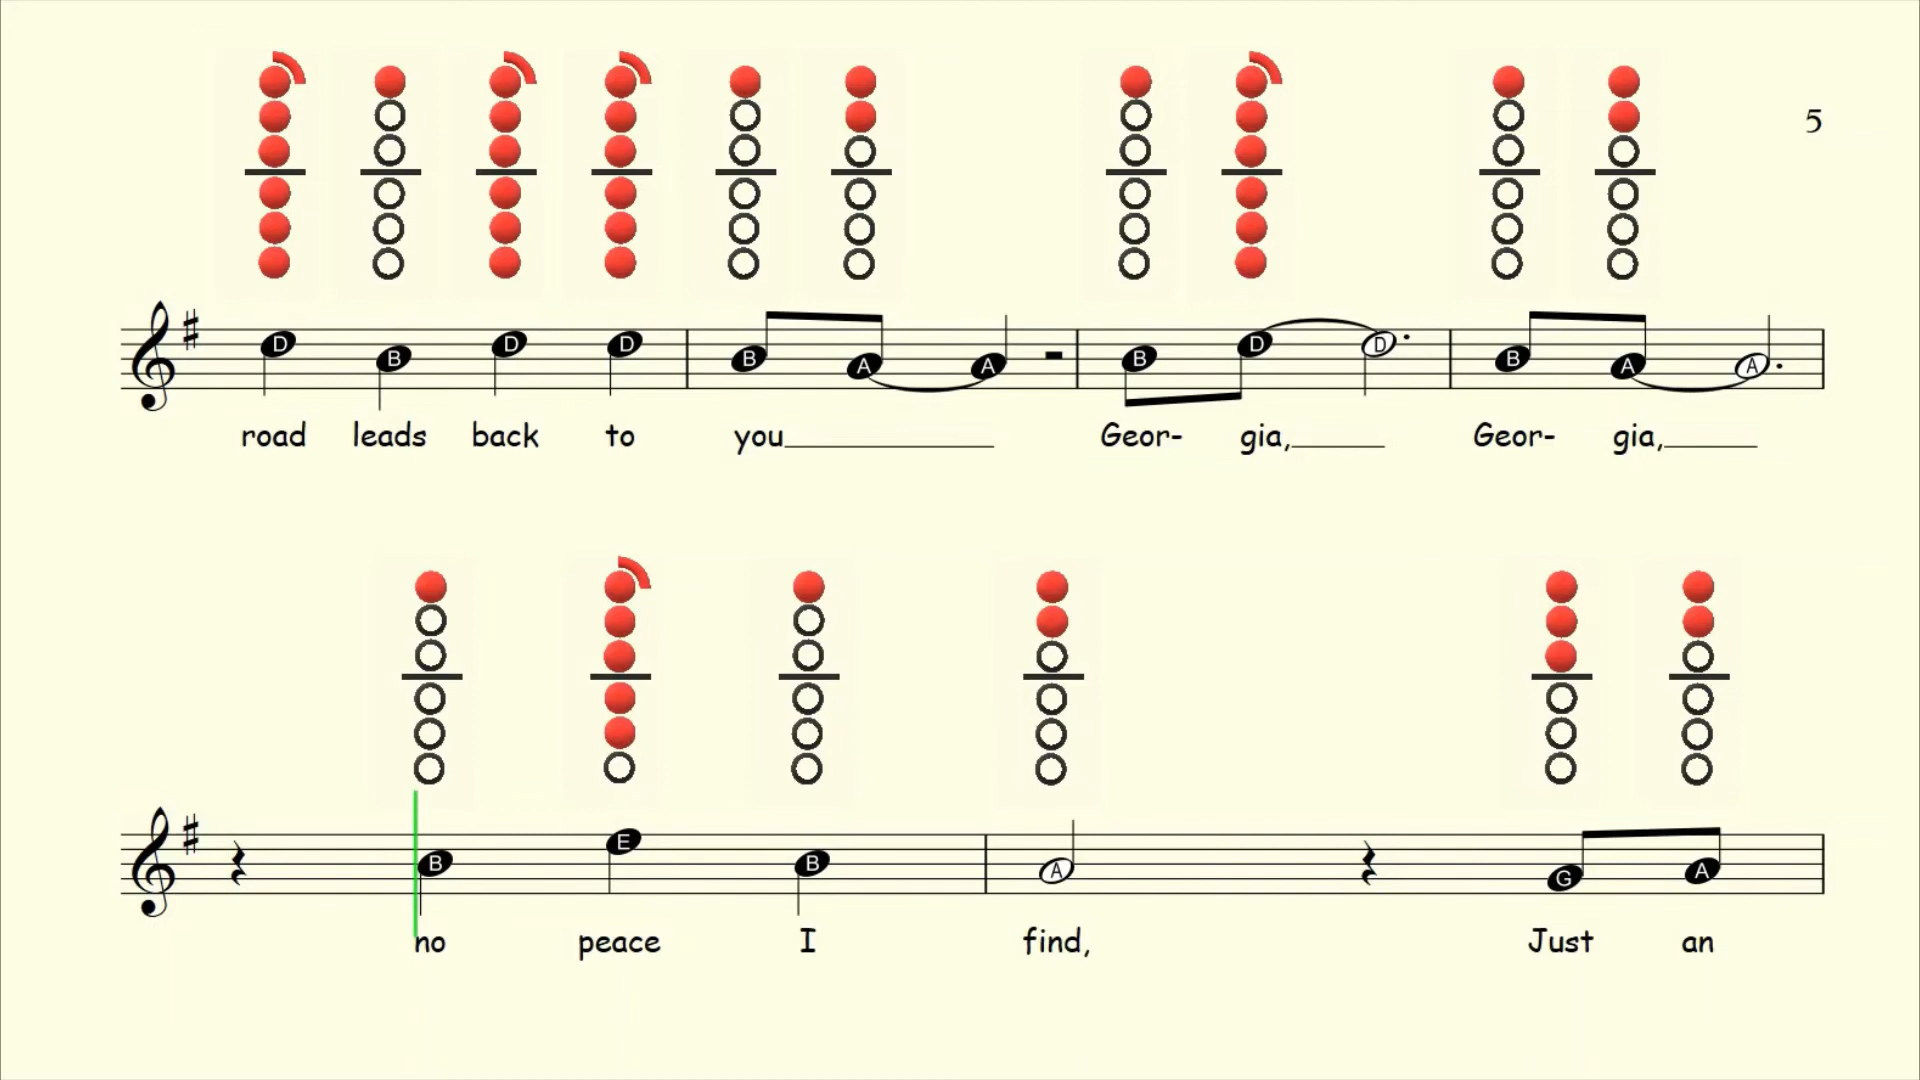 5
D B D D B A A B D D B A A
road leads back to you Geor- gia, Geor- gia,
B E B A G A
no peace I find, Just an